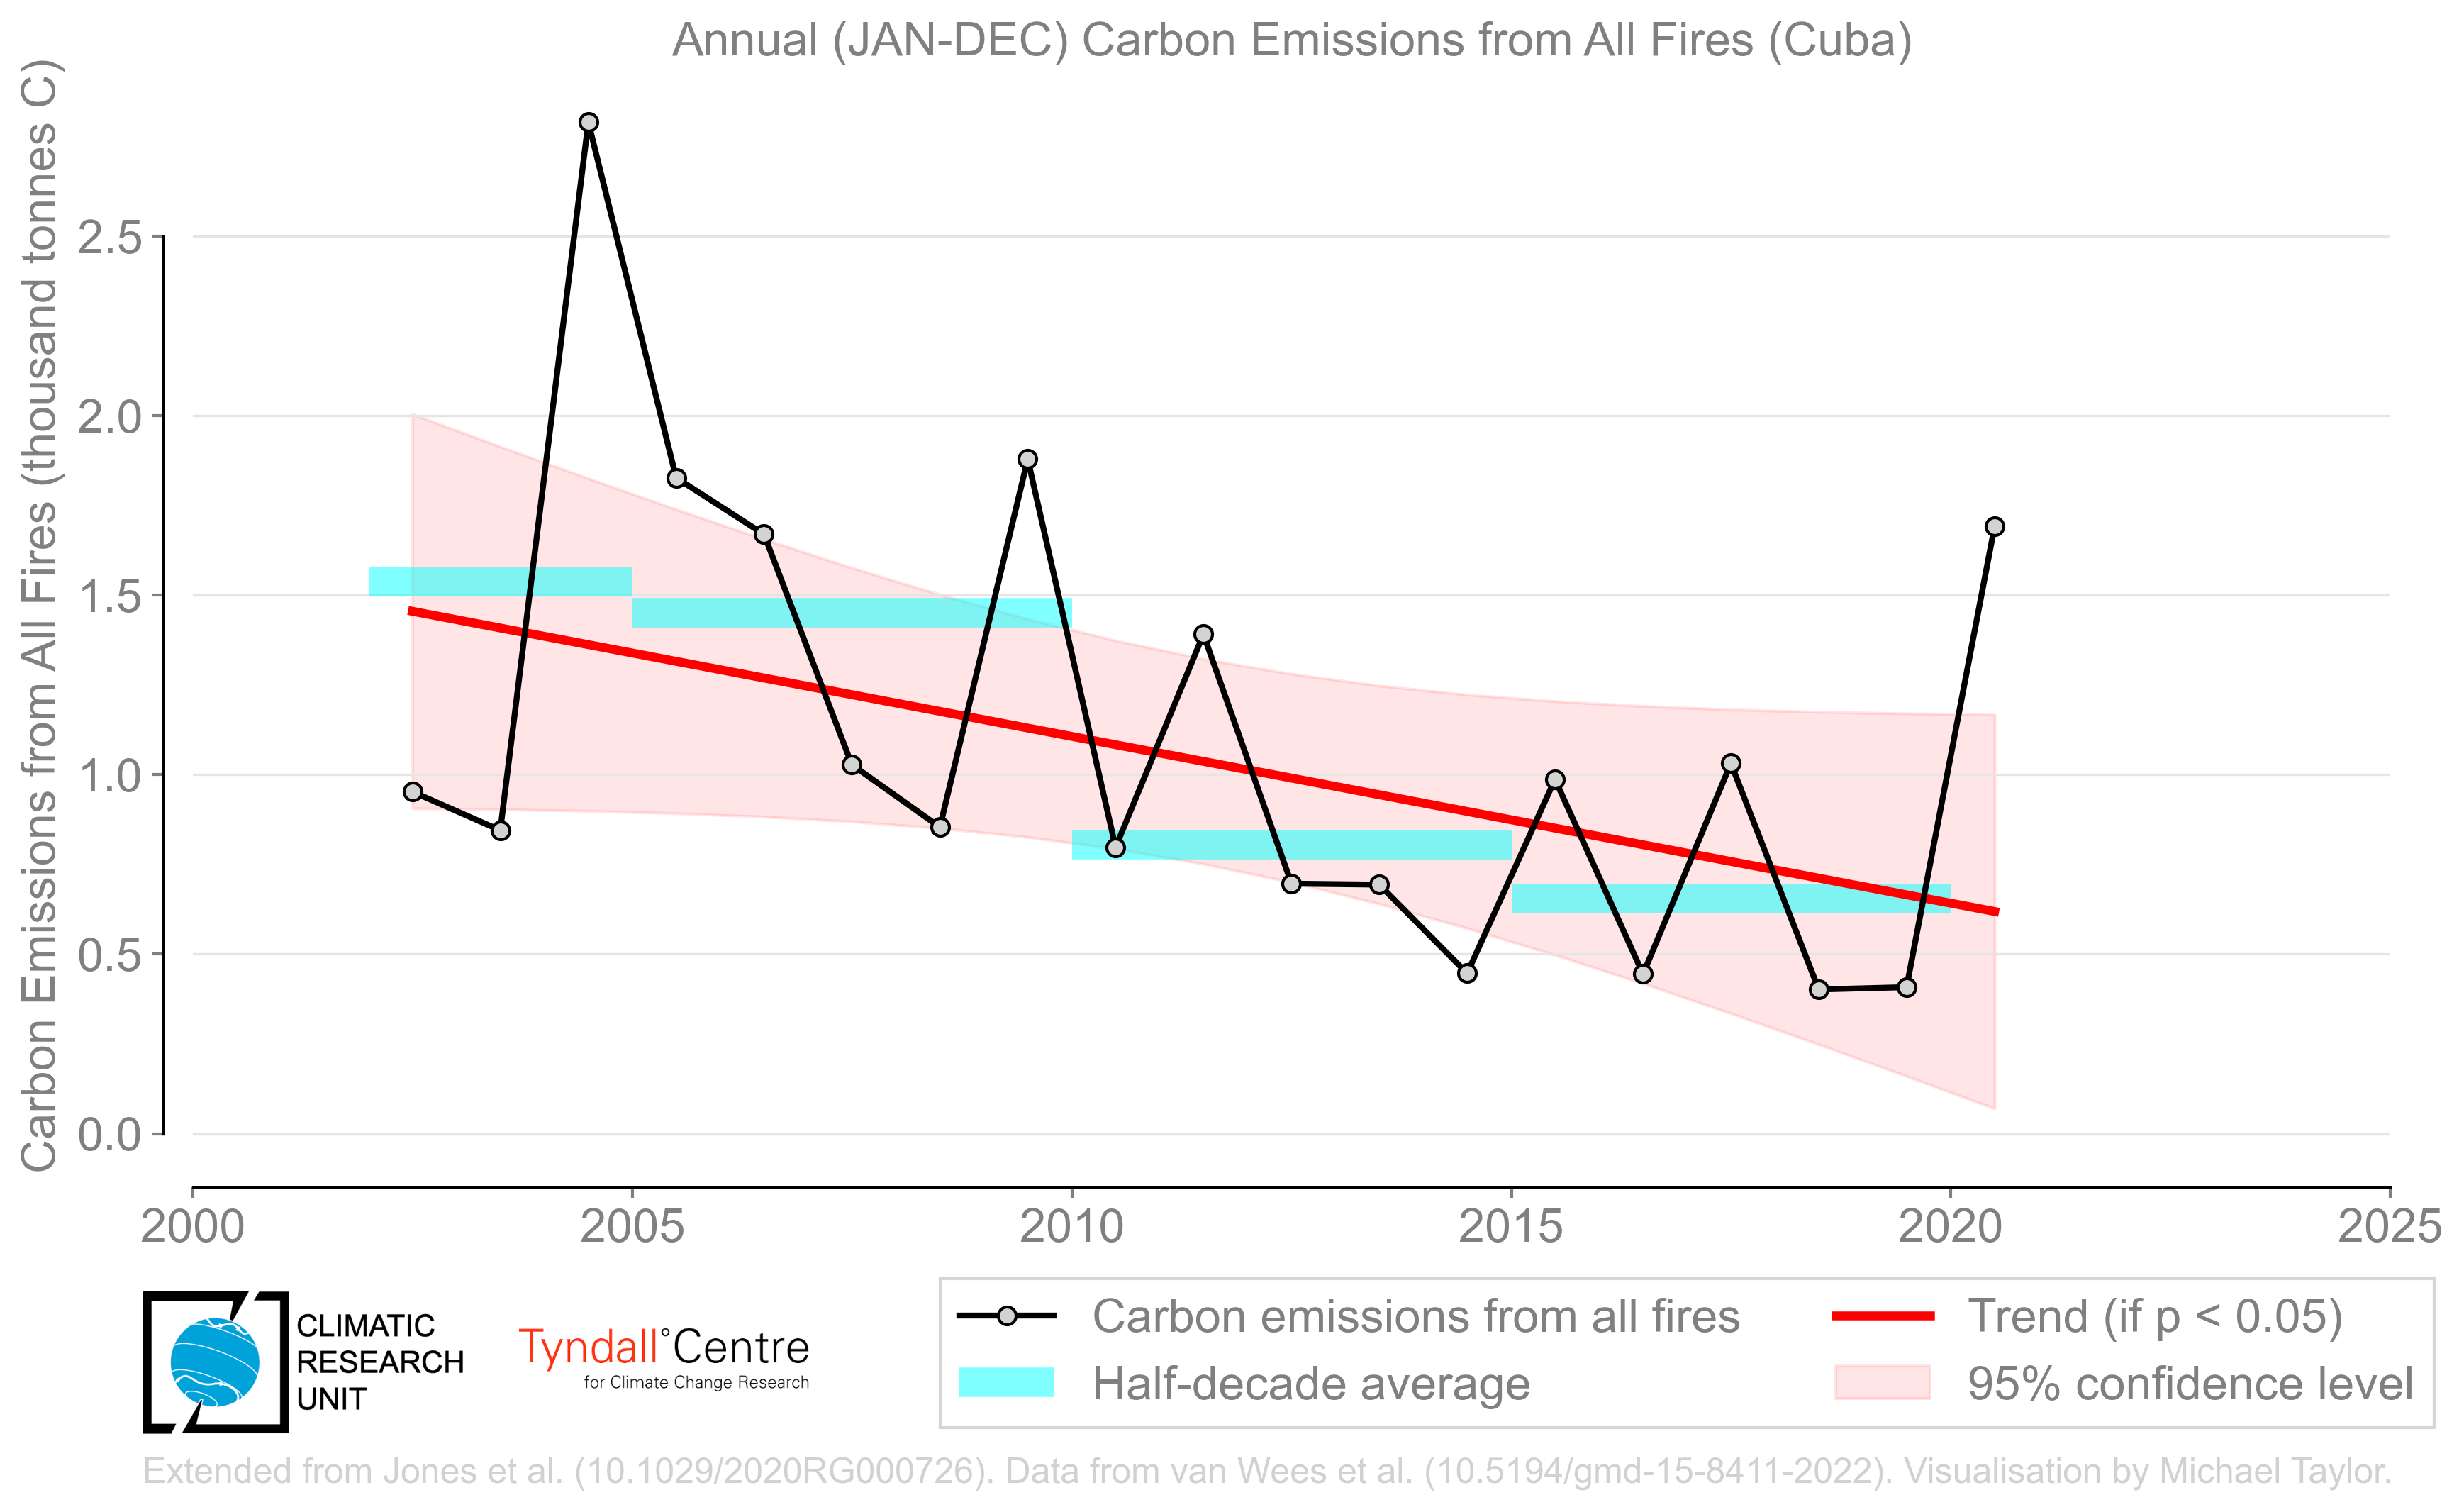 Annual (JAN-DEC) Carbon Emissions from All Fires (Cuba)
Carbon Emissions from All Fires (thousand tonnes C)
2.5
2.0
1.5
1.0
0.5
0.0
2000 2005 2010 2015 2020 2025
CLIMATIC
RESEARCH
UNIT
Tyndall°Centre
for Climate Change Research
Carbon emissions from all fires
Half-decade average
Trend (if p < 0.05)
95% confidence level
Extended from Jones et al. (10.1029/2020RG000726). Data from van Wees et al. (10.5194/gmd-15-8411-2022). Visualisation by Michael Taylor.